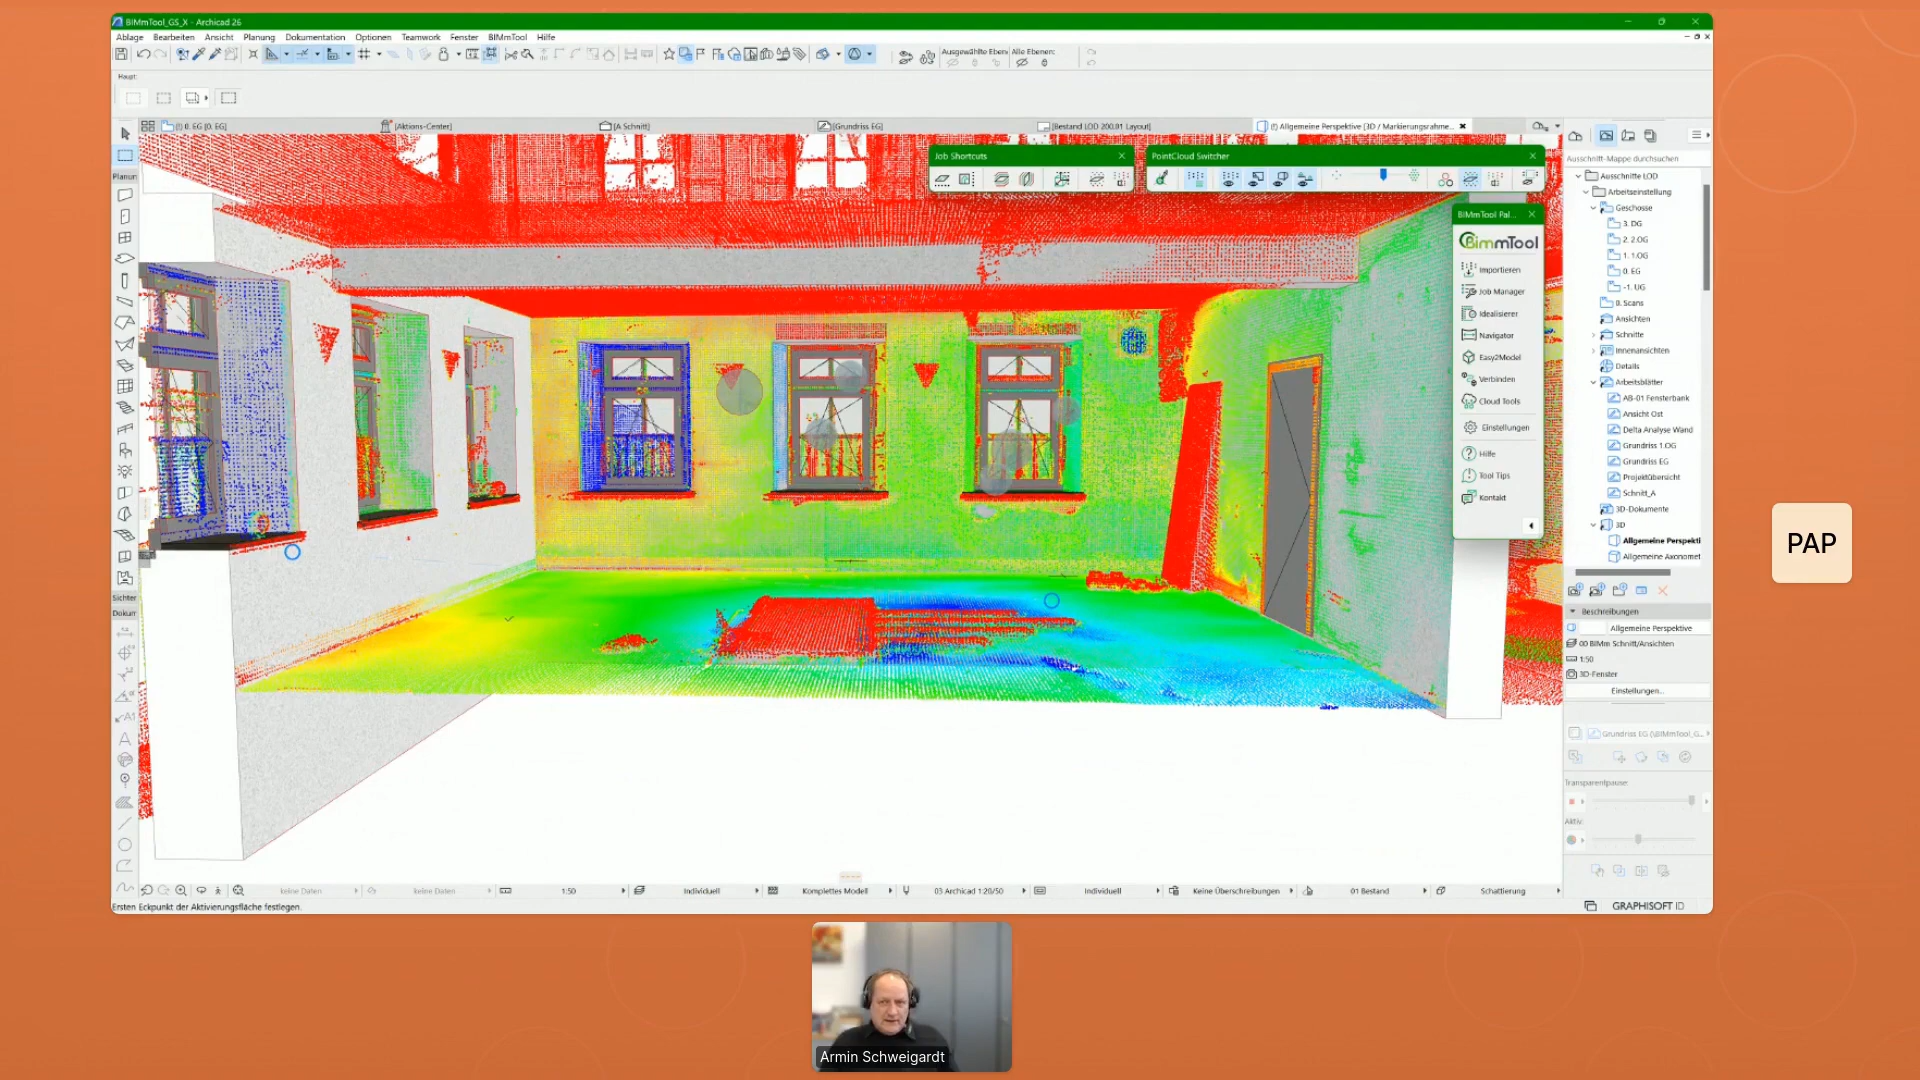 BIMmTool_GS_X - Archicad 26
Ablage Bearbeiten Ansicht Planung Dokumentation Optionen Teamwork Fenster BIMmTool Hilfe
Ausgewählte Eben Alle Ebenen:
Haupt:
(!) 0. EG [0. EG] [Aktions-Center] [A Schnitt] [Grundriss EG] [Bestand LOD 200.01 Layout] (!) Allgemeine Perspektive [3D / Markierungsrahme...
Planun
Sichter
Dokum
Job Shortcuts
PointCloud Switcher
BIMmTool Pal...
BimmTool
Importieren
Job Manager
Idealisierer
Navigator
Easy2Model
Verbinden
Cloud Tools
Einstellungen
Hilfe
Tool Tips
Kontakt
Ausschnitt-Mappe durchsuchen
Ausschnitte LOD
Arbeitseinstellung
Geschosse
3. DG
2. 2.OG
1. 1.OG
0. EG
-1. UG
0. Scans
Ansichten
Schnitte
Innenansichten
Details
Arbeitsblätter
AB-01 Fensterbank
Ansicht Ost
Delta Analyse Wand
Grundriss 1.OG
Grundriss EG
Projektübersicht
Schnitt_A
3D-Dokumente
3D
Allgemeine Perspekti
Allgemeine Axonomet
Beschreibungen
Allgemeine Perspektive
00 BIMm Schnitt/Ansichten
1:50
3D-Fenster
Einstellungen...
Grundriss EG (\BIMmTool_G...
Transparentpause:
Aktiv:
keine Daten keine Daten 1:50 Individuell Komplettes Modell 03 Archicad 1:20/50 Individuell Keine Überschreibungen 01 Bestand Schattierung
Ersten Eckpunkt der Aktivierungsfläche festlegen.
GRAPHISOFT ID
PAP
Armin Schweigardt